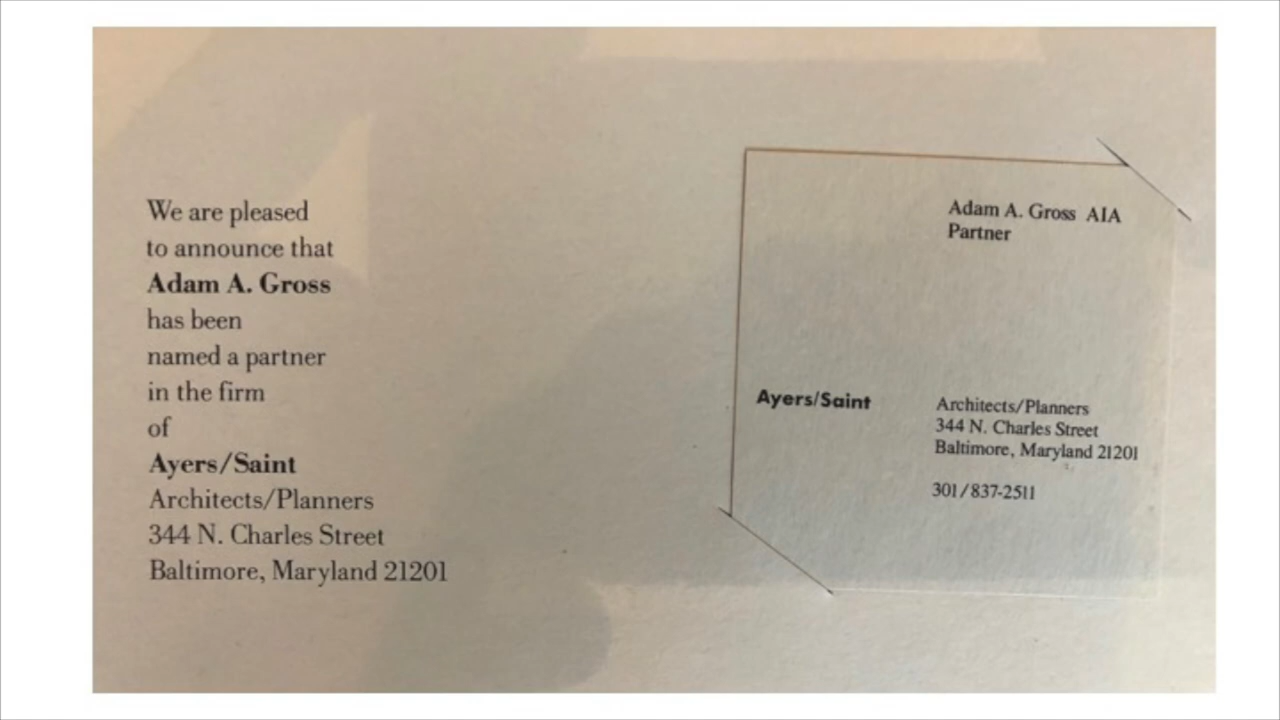 We are pleased
to announce that
Adam A. Gross
has been
named a partner
in the firm
of
Ayers/Saint
Architects/Planners
344 N. Charles Street
Baltimore, Maryland 21201
Adam A. Gross AIA
Partner
Ayers/Saint
Architects/Planners
344 N. Charles Street
Baltimore, Maryland 21201
301/837-2511